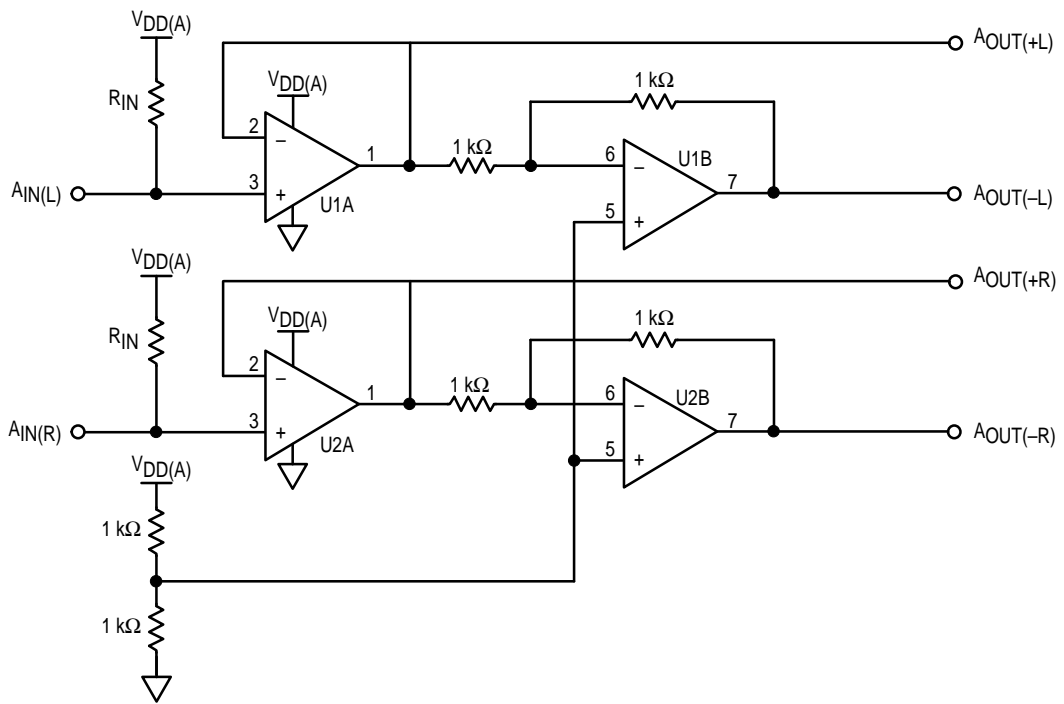 VDD(A)
AOUT(+L)
RIN
VDD(A)
1 kΩ
2
−
1
1 kΩ
6
−
U1B
7
AIN(L)
3
+
U1A
AOUT(–L)
5
+
VDD(A)
AOUT(+R)
RIN
VDD(A)
1 kΩ
2
−
1
1 kΩ
6
−
U2B
7
AIN(R)
3
+
U2A
AOUT(–R)
5
+
VDD(A)
1 kΩ
1 kΩ